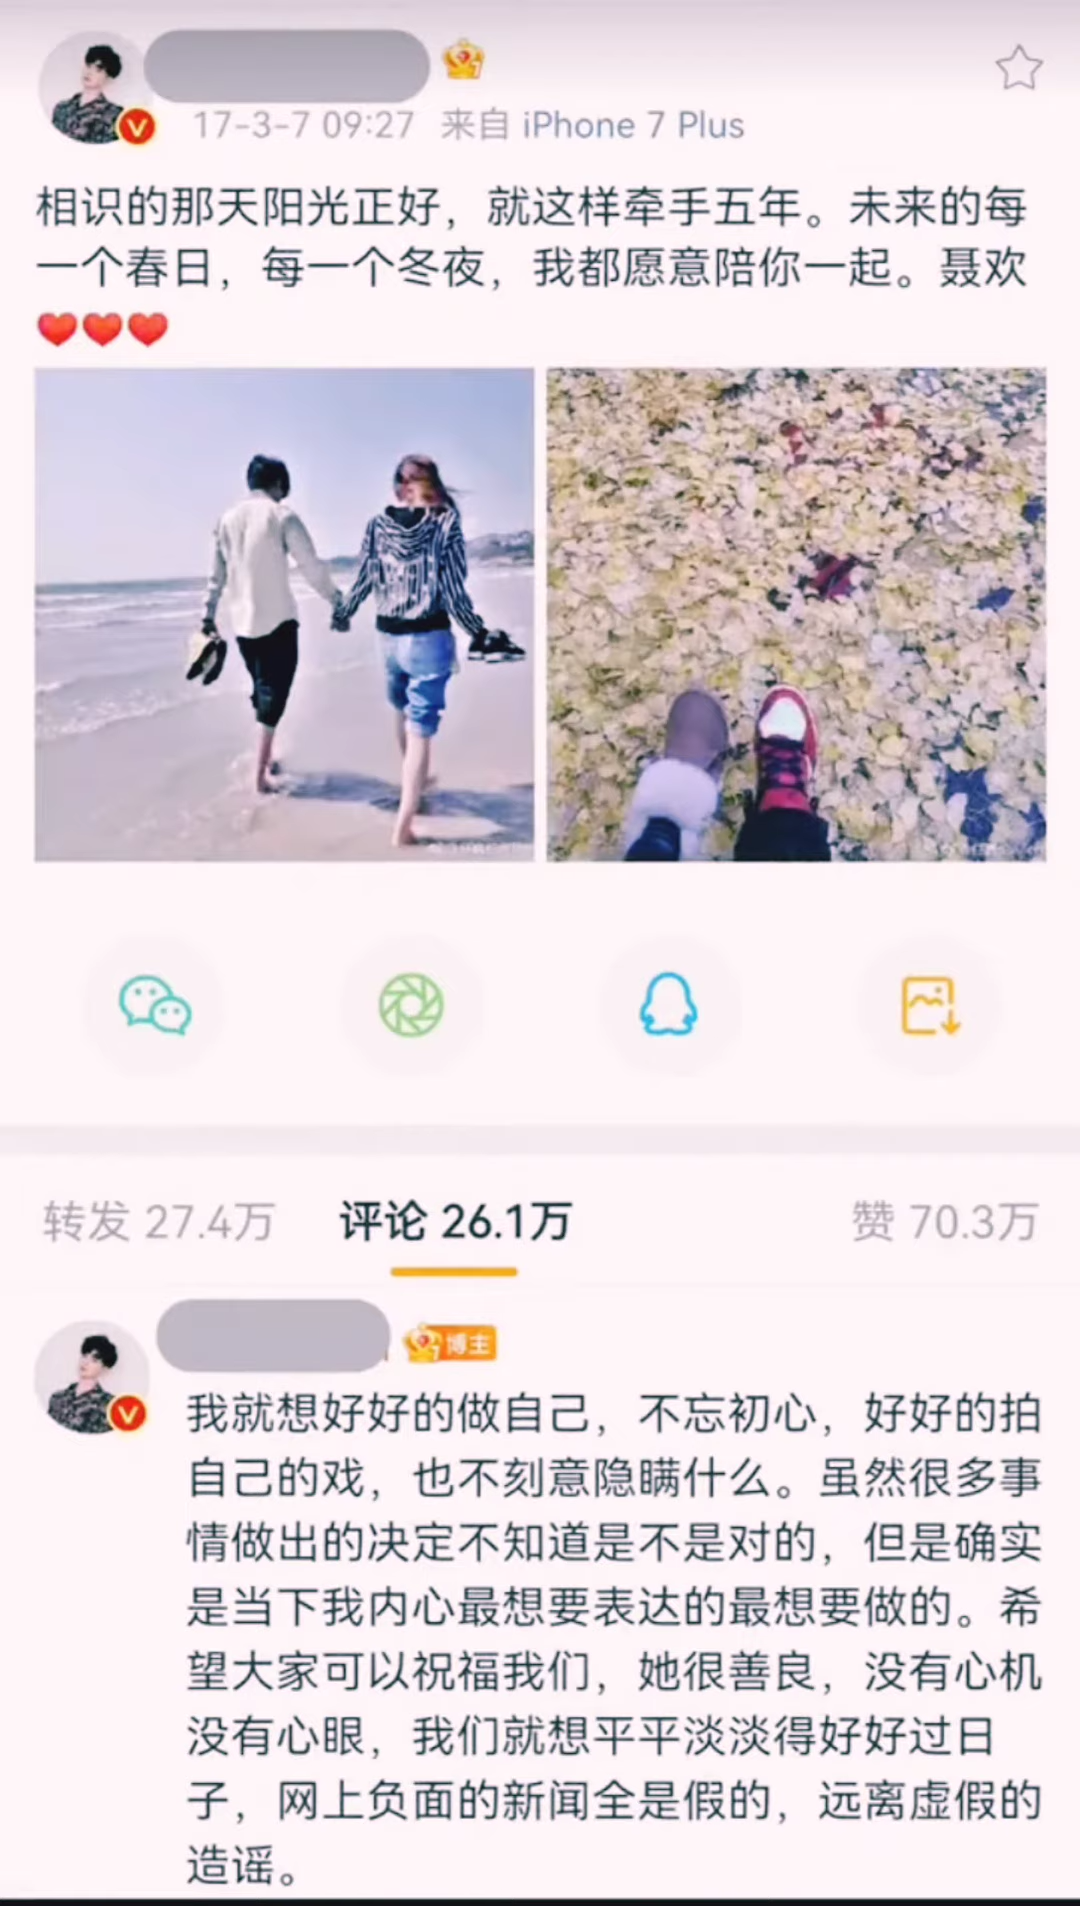 17-3-7 09:27 来自 iPhone 7 Plus
相识的那天阳光正好，就这样牵手五年。未来的每
一个春日，每一个冬夜，我都愿意陪你一起。聂欢
转发 27.4万 评论 26.1万 赞 70.3万
博主
我就想好好的做自己，不忘初心，好好的拍
自己的戏，也不刻意隐瞒什么。虽然很多事
情做出的决定不知道是不是对的，但是确实
是当下我内心最想要表达的最想要做的。希
望大家可以祝福我们，她很善良，没有心机
没有心眼，我们就想平平淡淡得好好过日
子，网上负面的新闻全是假的，远离虚假的
造谣。